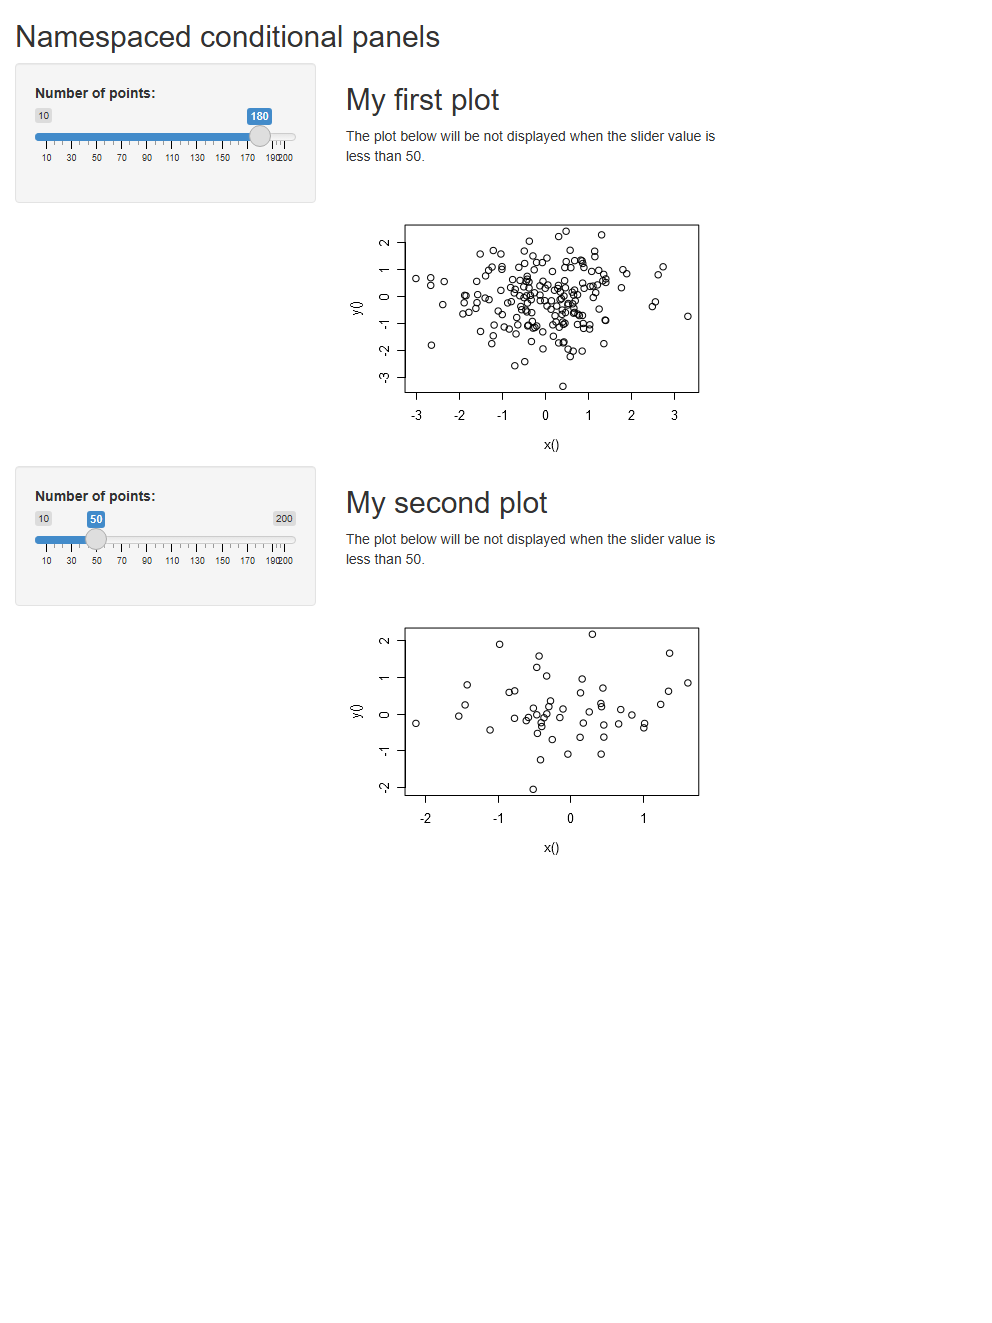 Namespaced conditional panels
Number of points:
10 180
10 30 50 70 90 110 130 150 170 190 200
My first plot
The plot below will be not displayed when the slider value is
less than 50.
2
1
0
-1
-2
-3
y()
-3 -2 -1 0 1 2 3
x()
Number of points:
10 50 200
10 30 50 70 90 110 130 150 170 190 200
My second plot
The plot below will be not displayed when the slider value is
less than 50.
2
1
0
-1
-2
y()
-2 -1 0 1
x()